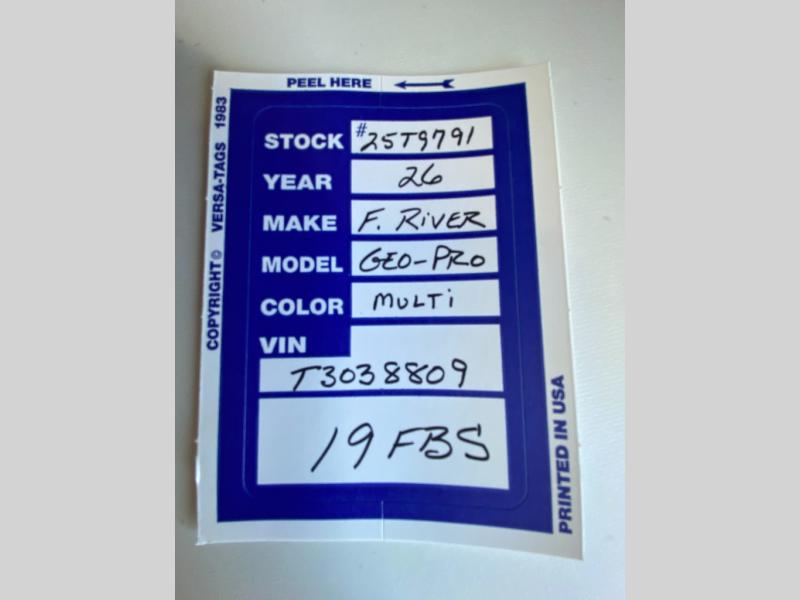 PEEL HERE
COPYRIGHT © VERSA-TAGS 1983
STOCK #25T9791
YEAR 26
MAKE F. RIVER
MODEL GEO-PRO
COLOR MULTI
VIN
T3038809
19 FBS
PRINTED IN USA